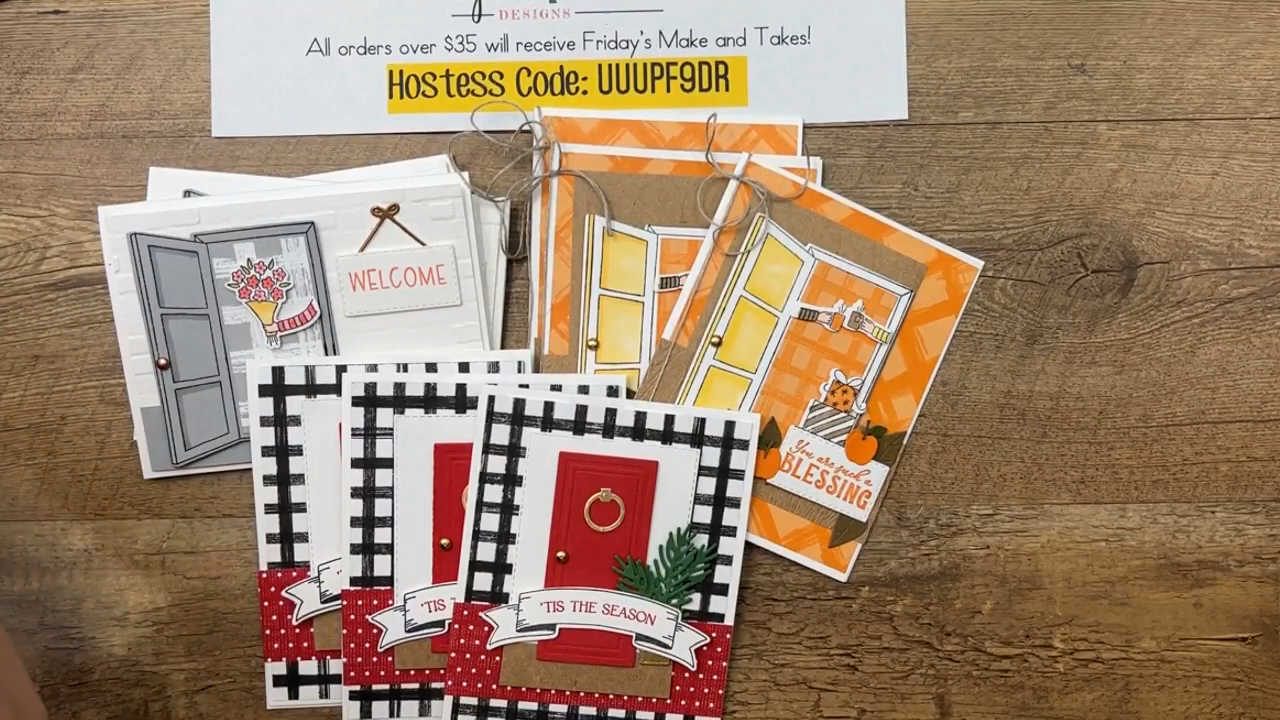 DESIGNS
All orders over $35 will receive Friday's Make and Takes!
Hostess Code: UUUPF9DR
WELCOME
You are such a
BLESSING
'TIS
'TIS THE SEASON